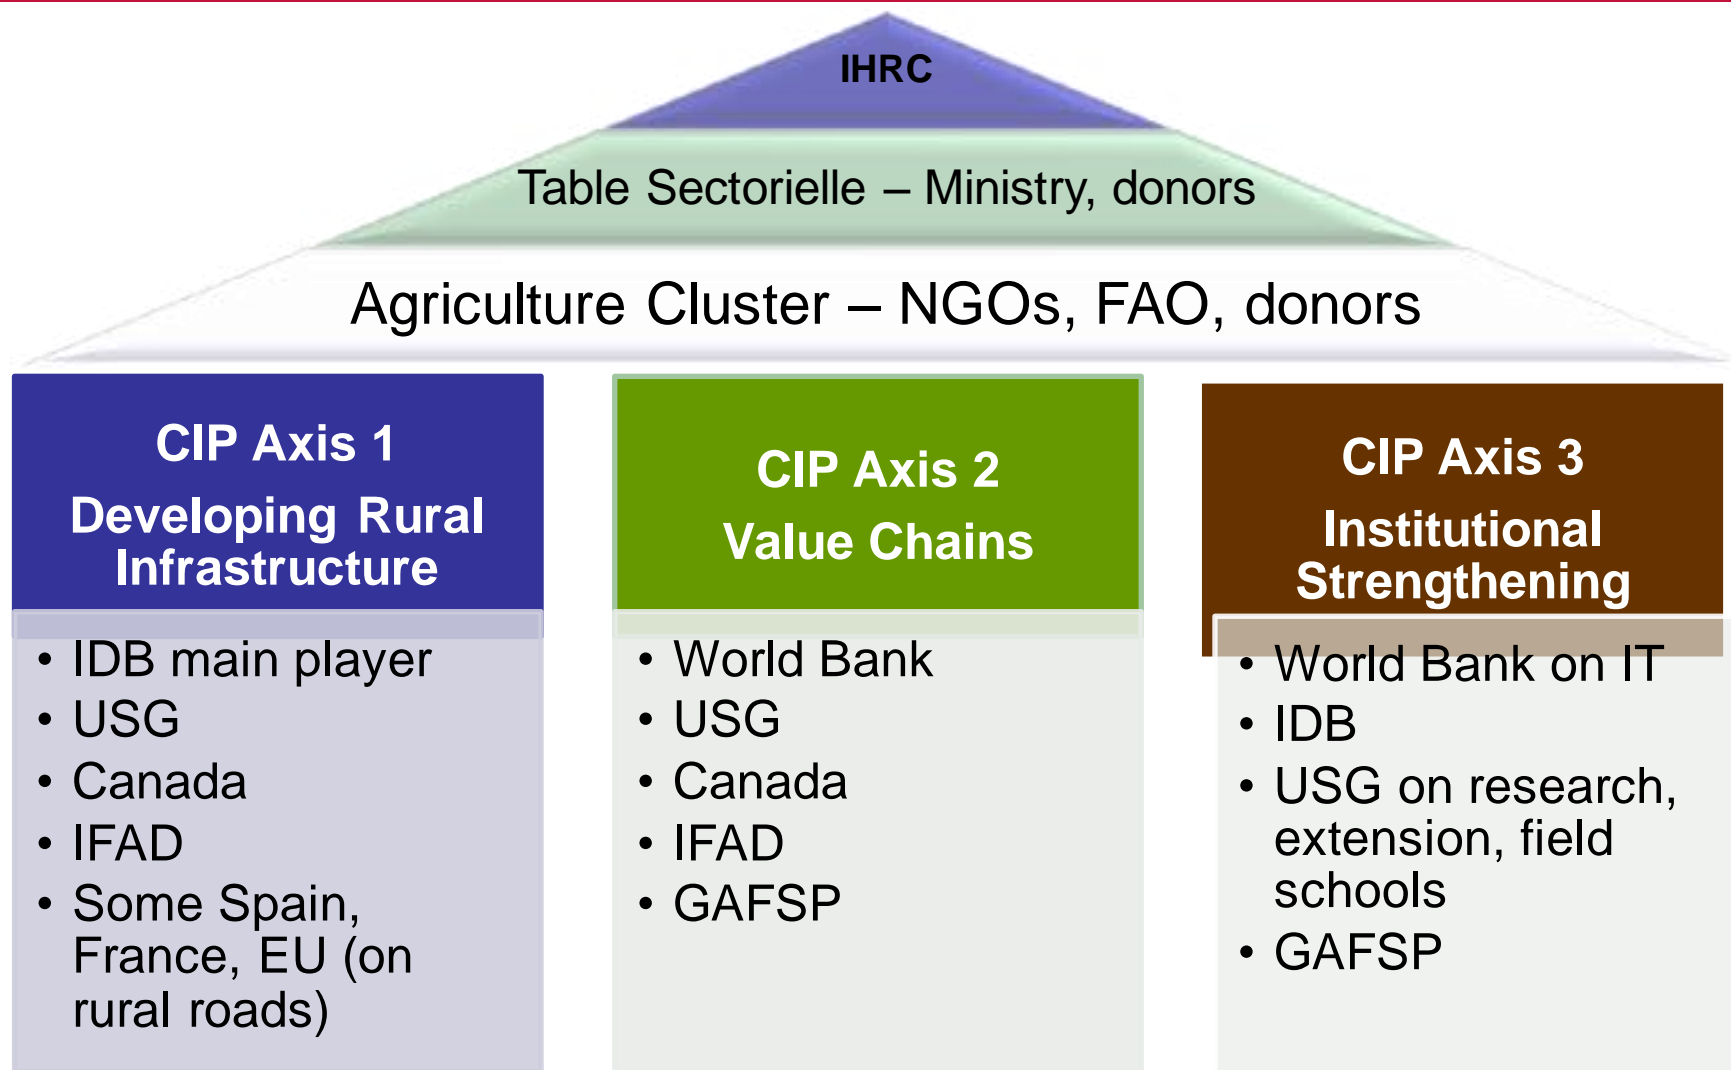 IHRC
Table Sectorielle – Ministry, donors
Agriculture Cluster – NGOs, FAO, donors
CIP Axis 1
Developing Rural
Infrastructure
• IDB main player
• USG
• Canada
• IFAD
• Some Spain,
France, EU (on
rural roads)
CIP Axis 2
Value Chains
• World Bank
• USG
• Canada
• IFAD
• GAFSP
CIP Axis 3
Institutional
Strengthening
• World Bank on IT
• IDB
• USG on research,
extension, field
schools
• GAFSP